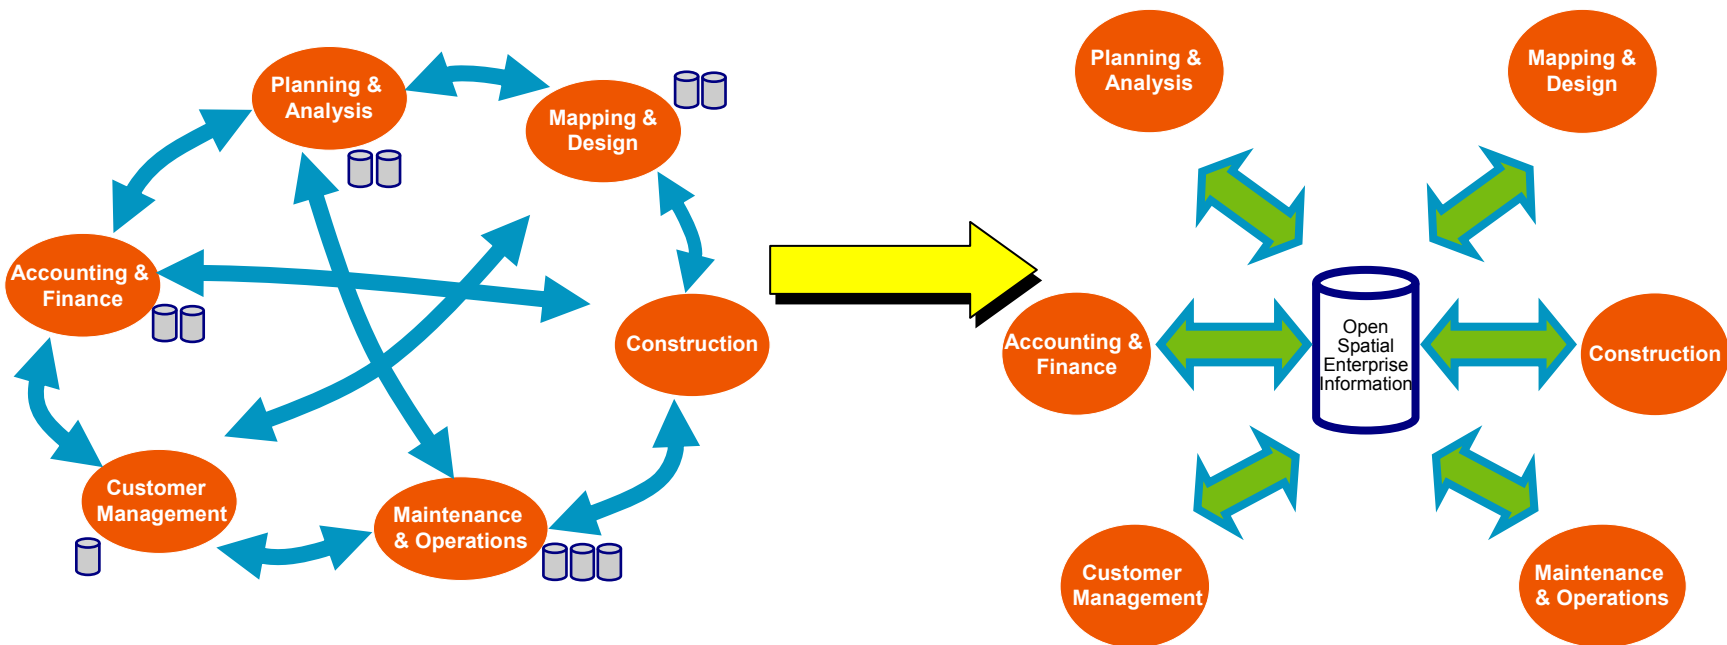 Planning &
Analysis
Mapping &
Design
Accounting &
Finance
Construction
Customer
Management
Maintenance
& Operations
Planning &
Analysis
Mapping &
Design
Accounting &
Finance
Open
Spatial
Enterprise
Information
Construction
Customer
Management
Maintenance
& Operations